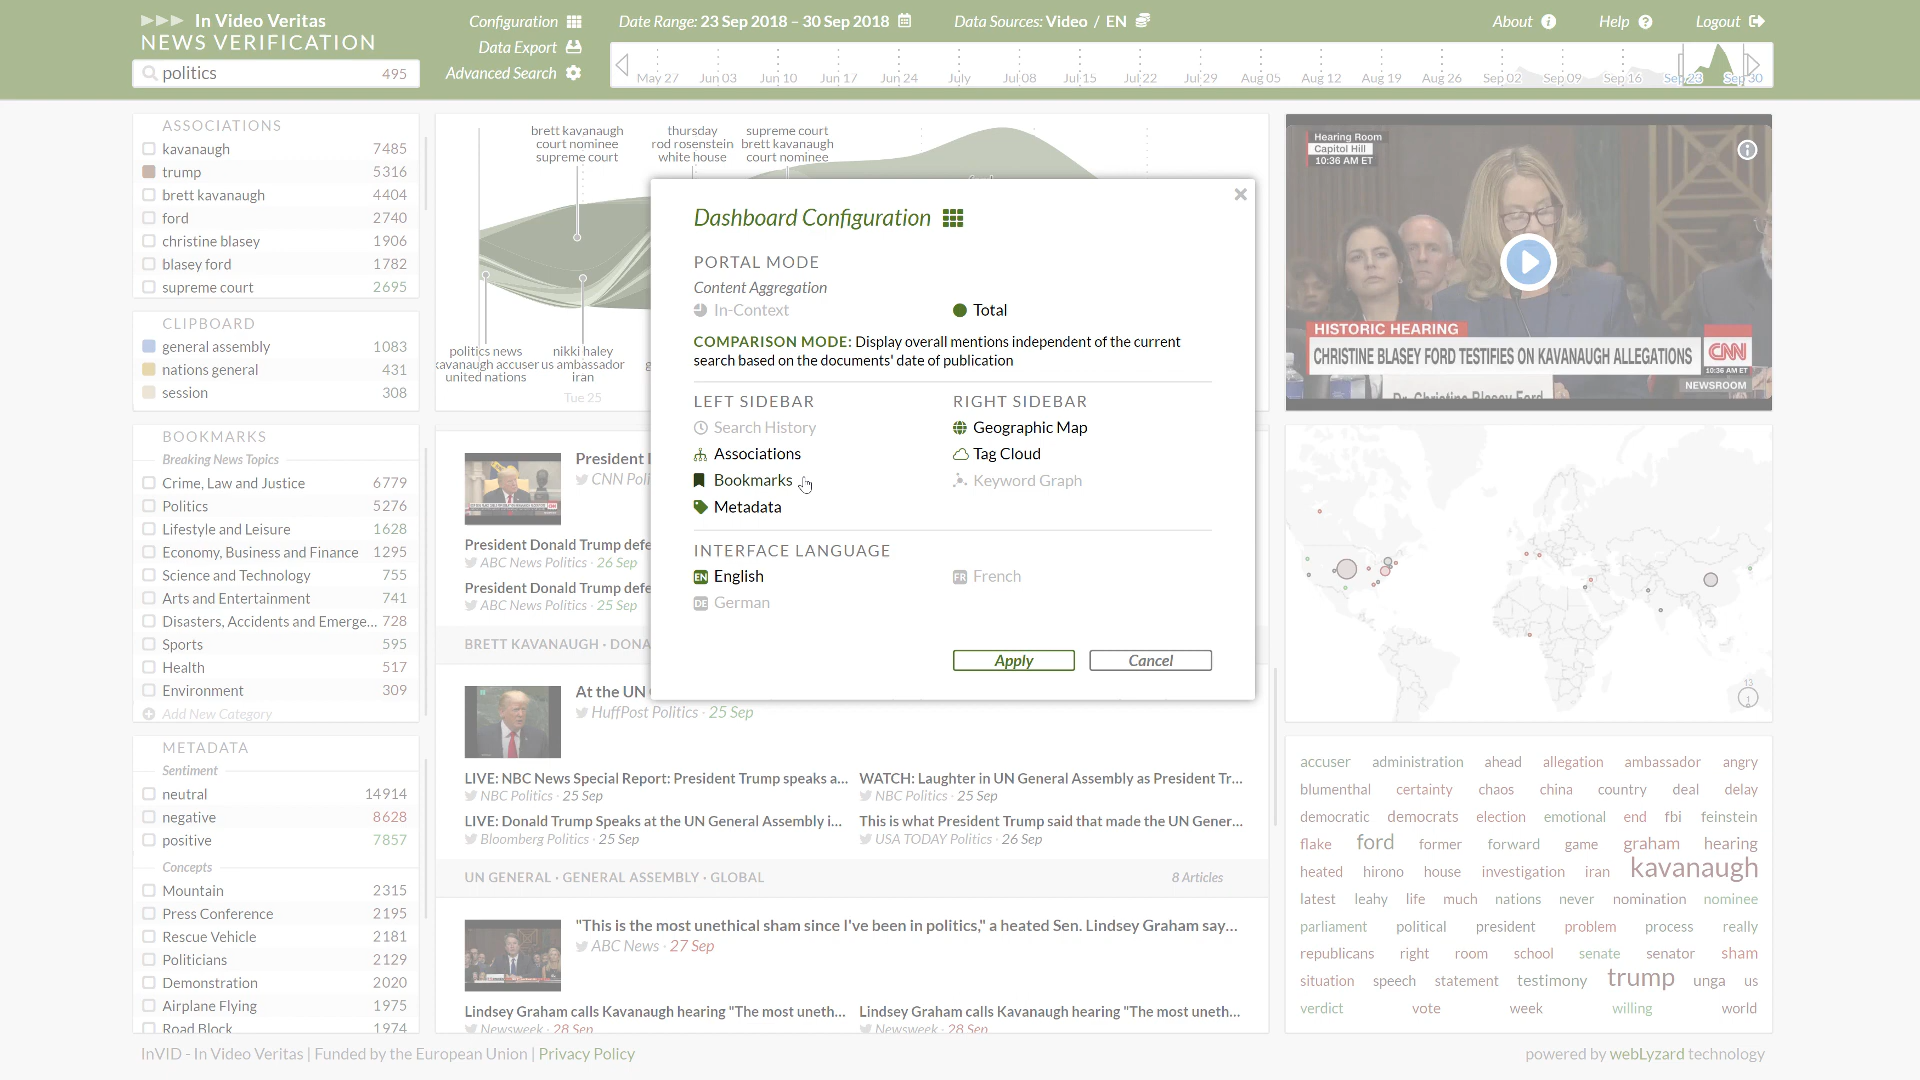 In Video Veritas
NEWS VERIFICATION
politics 495
Configuration
Data Export
Advanced Search
Date Range: 23 Sep 2018 – 30 Sep 2018
Data Sources: Video / EN
About
Help
Logout
May 27 Jun 03 Jun 10 Jun 17 Jun 24 July Jul 08 Jul 15 Jul 22 Jul 29 Aug 05 Aug 12 Aug 19 Aug 26 Sep 02 Sep 09 Sep 16 Sep 23 Sep 30
ASSOCIATIONS
kavanaugh 7485
trump 5316
brett kavanaugh 4404
ford 2740
christine blasey 1906
blasey ford 1782
supreme court 2695
CLIPBOARD
general assembly 1083
nations general 431
session 308
BOOKMARKS
Breaking News Topics
Crime, Law and Justice 6779
Politics 5276
Lifestyle and Leisure 1628
Economy, Business and Finance 1295
Science and Technology 755
Arts and Entertainment 741
Disasters, Accidents and Emerge... 728
Sports 595
Health 517
Environment 309
Add New Category
METADATA
Sentiment
neutral 14914
negative 8628
positive 7857
Concepts
Mountain 2315
Press Conference 2195
Rescue Vehicle 2181
Politicians 2129
Demonstration 2020
Airplane Flying 1975
Road Block 1974
brett kavanaugh
court nominee
supreme court
thursday
rod rosenstein
white house
supreme court
brett kavanaugh
court nominee
politics news
kavanaugh accuser
united nations
nikki haley
us ambassador
iran
Tue 25
Dashboard Configuration
PORTAL MODE
Content Aggregation
In-Context
Total
COMPARISON MODE: Display overall mentions independent of the current
search based on the documents' date of publication
LEFT SIDEBAR
Search History
Associations
Bookmarks
Metadata
RIGHT SIDEBAR
Geographic Map
Tag Cloud
Keyword Graph
INTERFACE LANGUAGE
EN English
FR French
DE German
Apply
Cancel
President
CNN Poli
President Donald Trump defe
ABC News Politics · 26 Sep
President Donald Trump defe
ABC News Politics · 25 Sep
BRETT KAVANAUGH · DONA
At the UN
HuffPost Politics · 25 Sep
LIVE: NBC News Special Report: President Trump speaks a...
NBC Politics · 25 Sep
WATCH: Laughter in UN General Assembly as President Tr...
NBC Politics · 25 Sep
LIVE: Donald Trump Speaks at the UN General Assembly i...
Bloomberg Politics · 25 Sep
This is what President Trump said that made the UN Gener...
USA TODAY Politics · 26 Sep
UN GENERAL · GENERAL ASSEMBLY · GLOBAL 8 Articles
"This is the most unethical sham since I've been in politics," a heated Sen. Lindsey Graham say...
ABC News · 27 Sep
Lindsey Graham calls Kavanaugh hearing "The most uneth...
Newsweek · 28 Sep
Lindsey Graham calls Kavanaugh hearing "The most uneth...
Newsweek · 28 Sep
Hearing Room
Capitol Hill
10:36 AM ET
HISTORIC HEARING
CHRISTINE BLASEY FORD TESTIFIES ON KAVANAUGH ALLEGATIONS
CNN
10:36 AM ET
NEWSROOM
Dr. Christine Blasey Ford
13
1
accuser administration ahead allegation ambassador angry
blumenthal certainty chaos china country deal delay
democratic democrats election emotional end fbi feinstein
flake ford former forward game graham hearing
heated hirono house investigation iran kavanaugh
latest leahy life much nations never nomination nominee
parliament political president problem process really
republicans right room school senate senator sham
situation speech statement testimony trump unga us
verdict vote week willing world
InVID - In Video Veritas | Funded by the European Union | Privacy Policy
powered by webLyzard technology